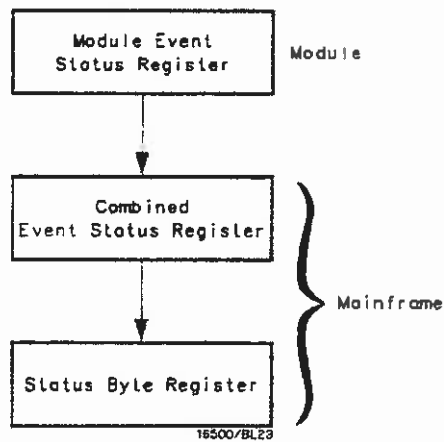 Module Event
Status Register
Module
Combined
Event Status Register
Mainframe
Status Byte Register
16500/BL23